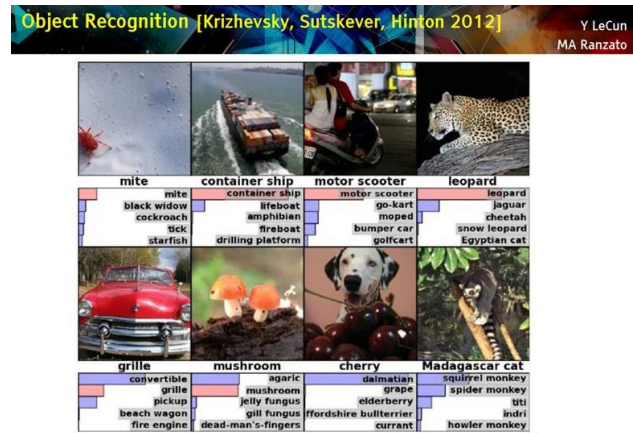 Object Recognition [Krizhevsky, Sutskever, Hinton 2012]
Y LeCun
MA Ranzato
mite
container ship
motor scooter
leopard
mite
black widow
cockroach
tick
starfish
container ship
lifeboat
amphibian
fireboat
drilling platform
motor scooter
go-kart
moped
bumper car
golfcart
leopard
jaguar
cheetah
snow leopard
Egyptian cat
grille
mushroom
cherry
Madagascar cat
convertible
grille
pickup
beach wagon
fire engine
agaric
mushroom
jelly fungus
gill fungus
dead-man's-fingers
dalmatian
grape
elderberry
ffordshire bullterrier
currant
squirrel monkey
spider monkey
titi
indri
howler monkey